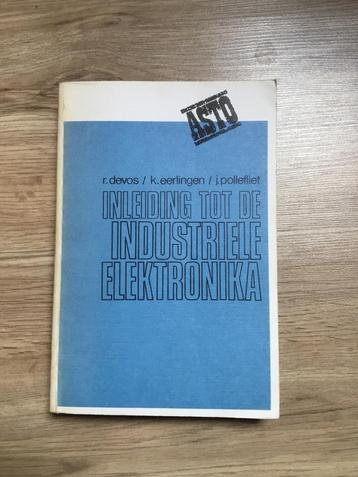 ASTO
r.devos / k.eerlingen / j.pollefliet
INLEIDING TOT DE
INDUSTRIELE
ELEKTRONIKA